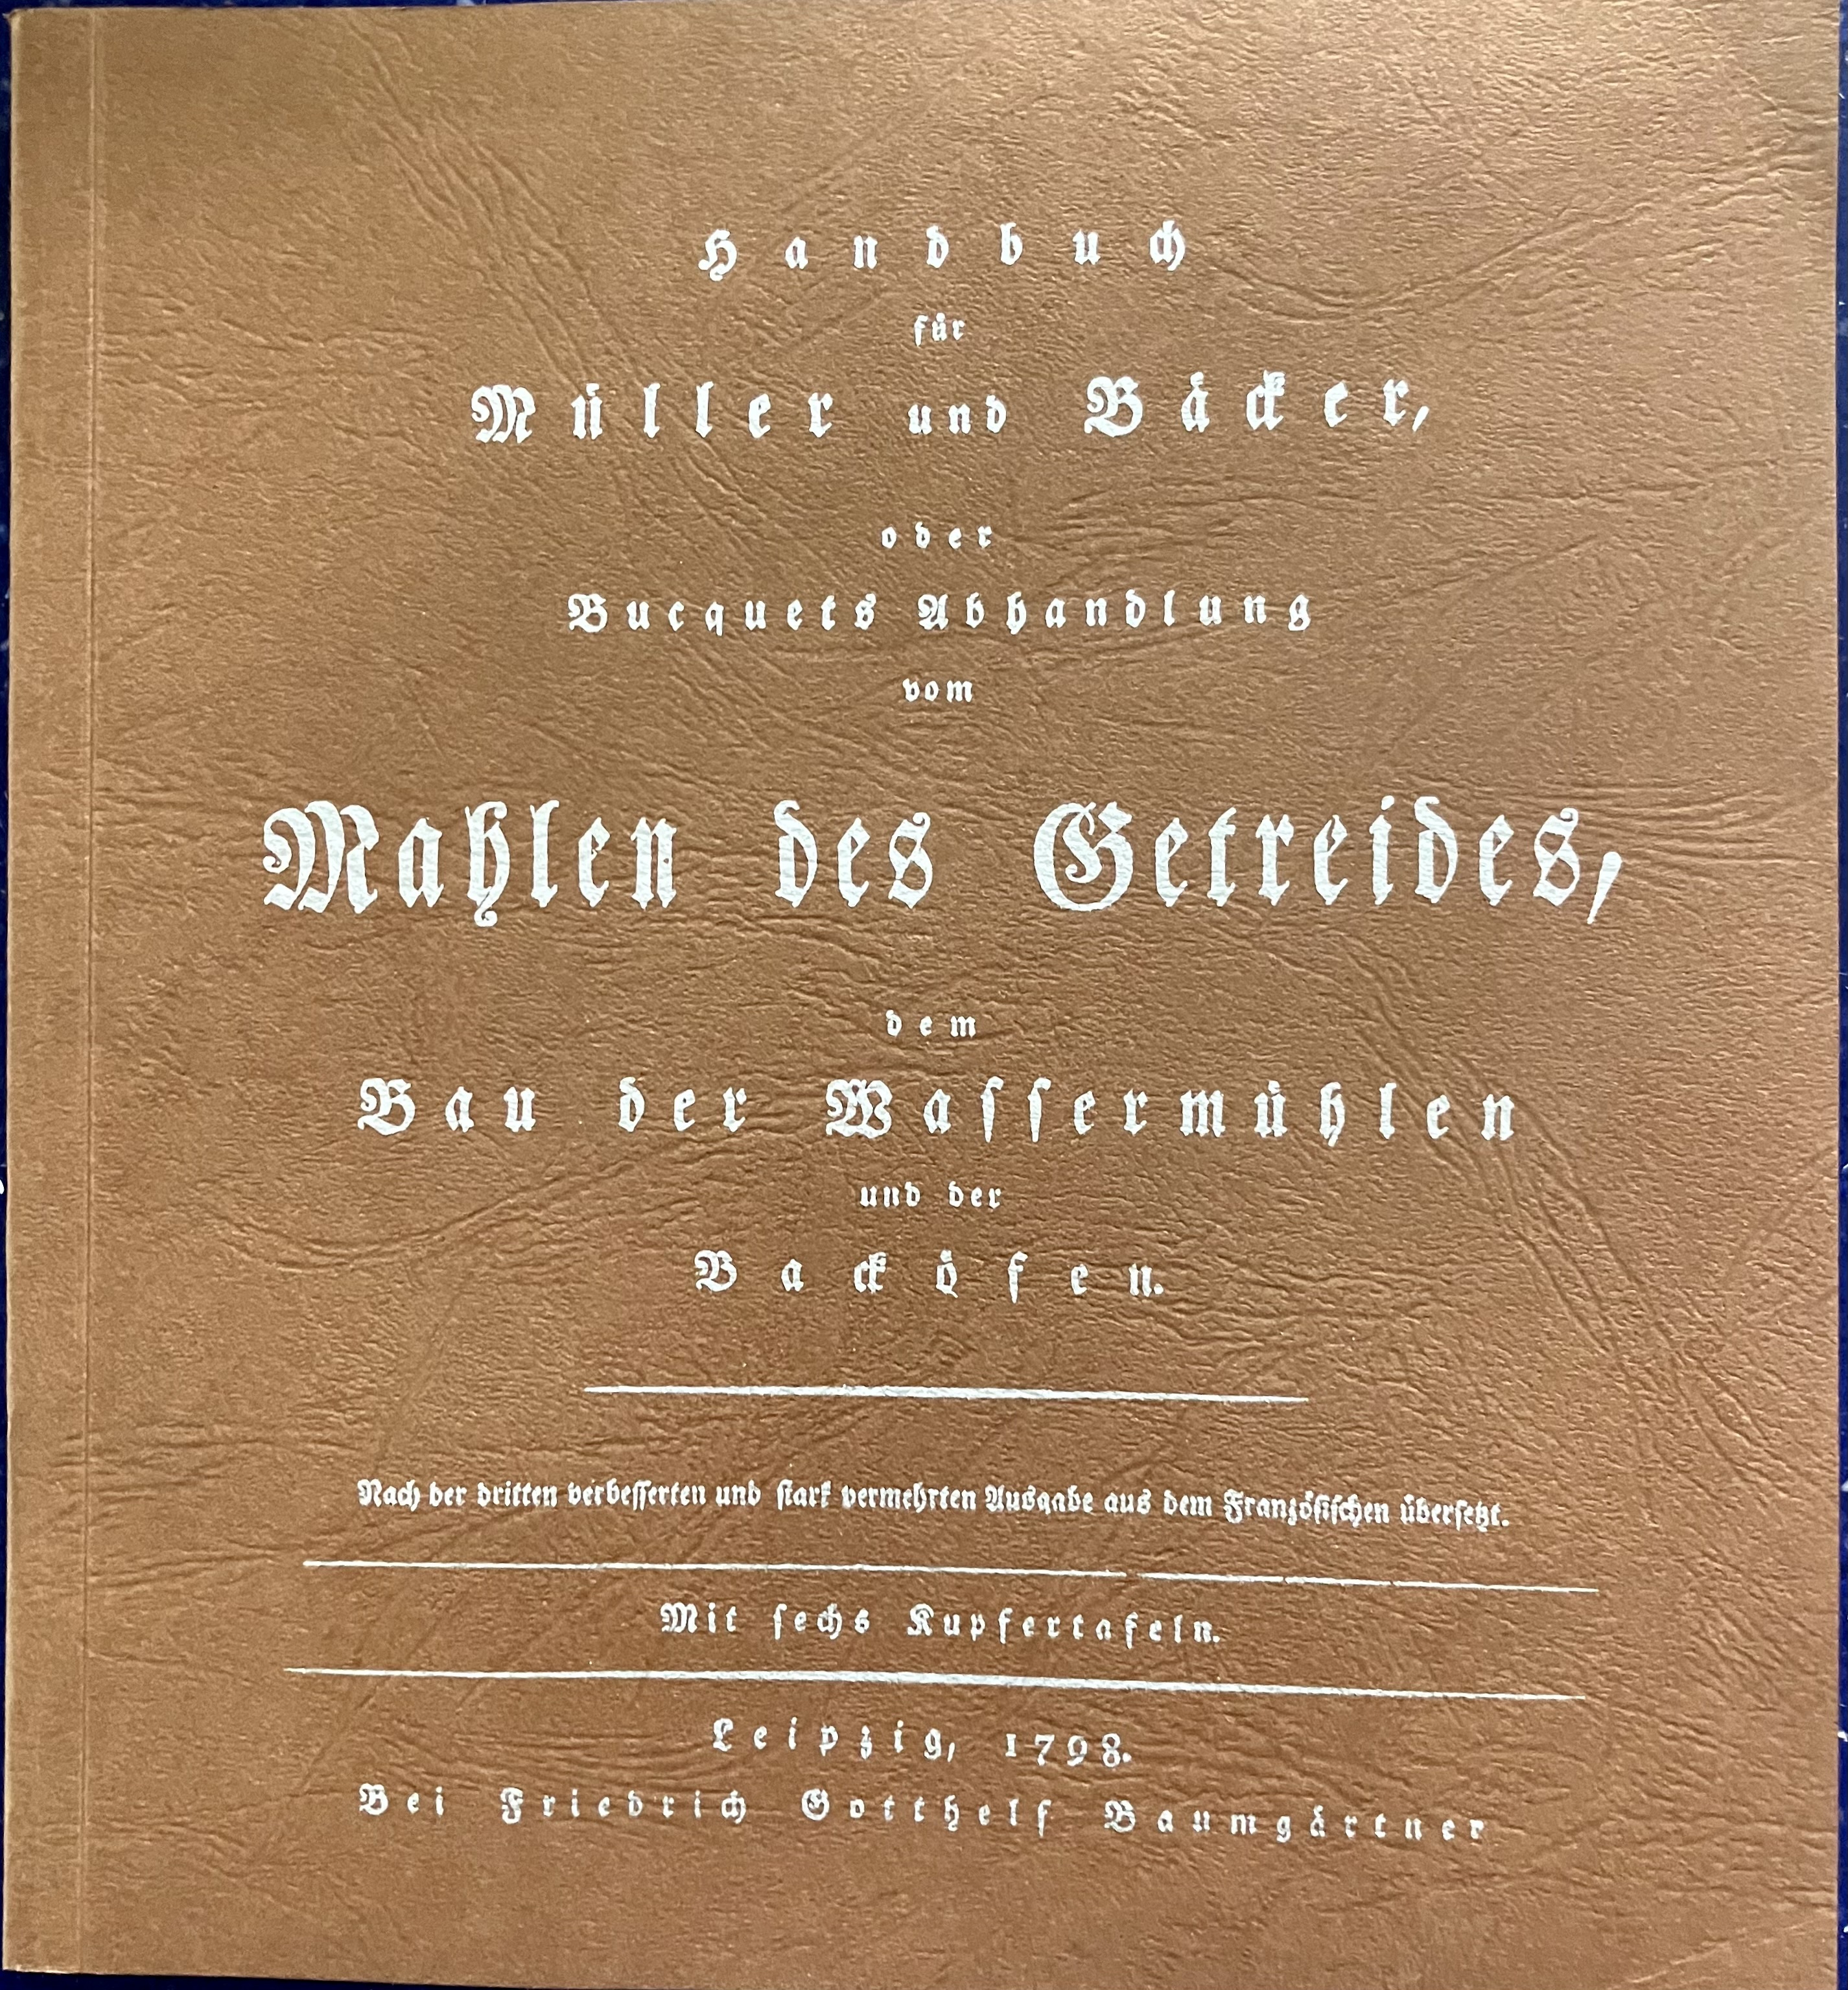 Handbuch
für
Müller und Bäcker,
oder
Bucquets Abhandlung
vom
Mahlen des Getreides,
dem
Bau der Waſſermühlen
und der
Backöfen.
Nach der dritten verbeſſerten und ſtark vermehrten Ausgabe aus dem Franzöſiſchen überſetzt.
Mit ſechs Kupfertafeln.
Leipzig, 1798.
Bei Friedrich Gotthelf Baumgärtner